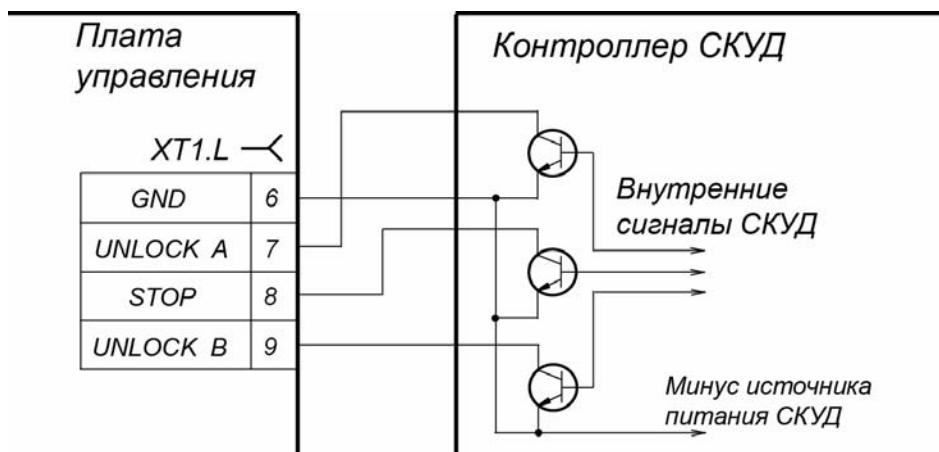 Плата
управления
Контроллер СКУД
XT1.L
GND 6
UNLOCK A 7
STOP 8
UNLOCK B 9
Внутренние
сигналы СКУД
Минус источника
питания СКУД